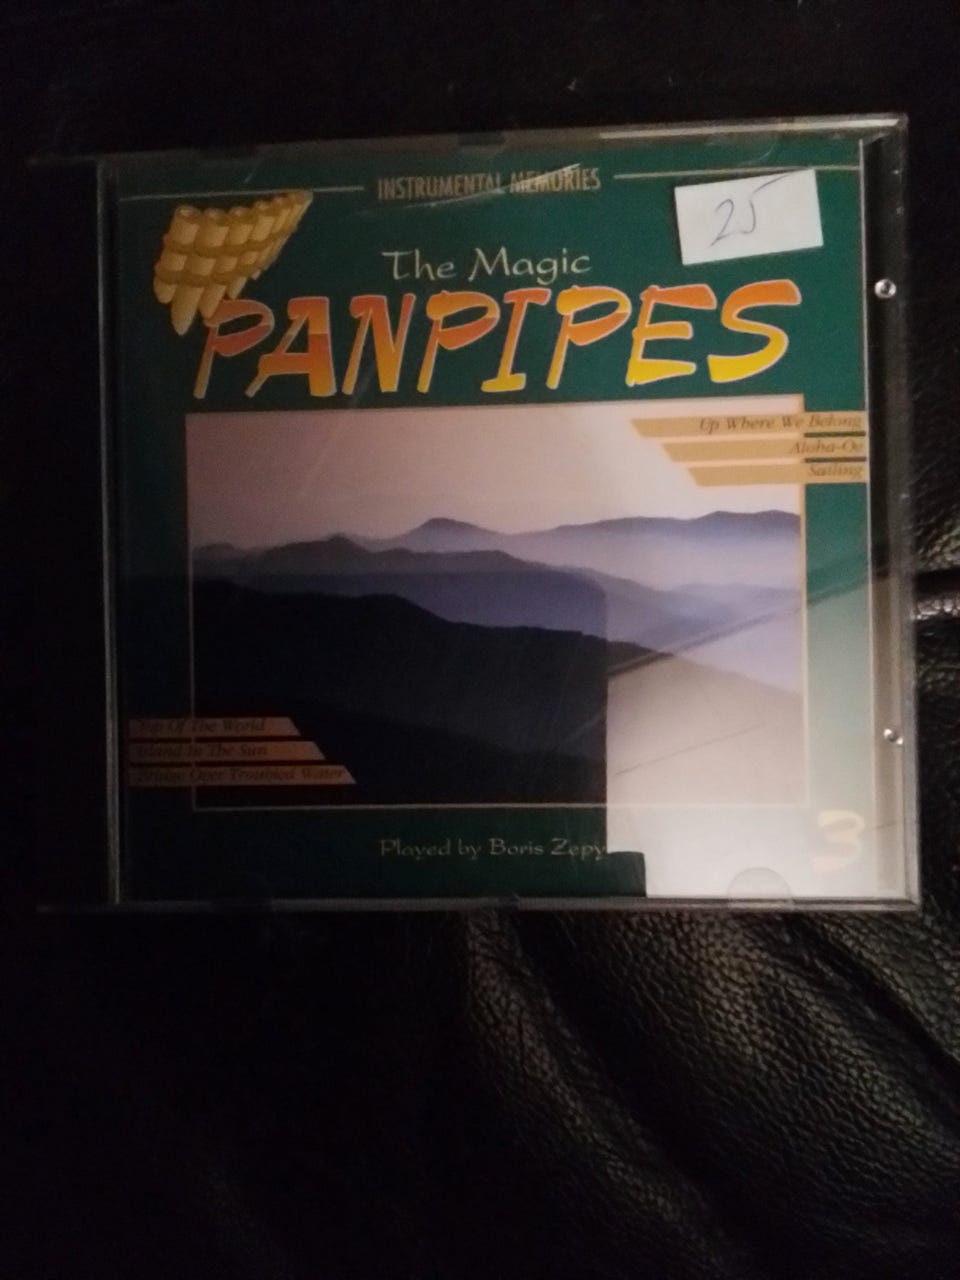 INSTRUMENTAL MEMORIES
25
The Magic
PANPIPES
Up Where We Belong
Aloha-Oe
Sailing
Top Of The World
Island In The Sun
Bridge Over Troubled Water
Played by Boris Zepy
3